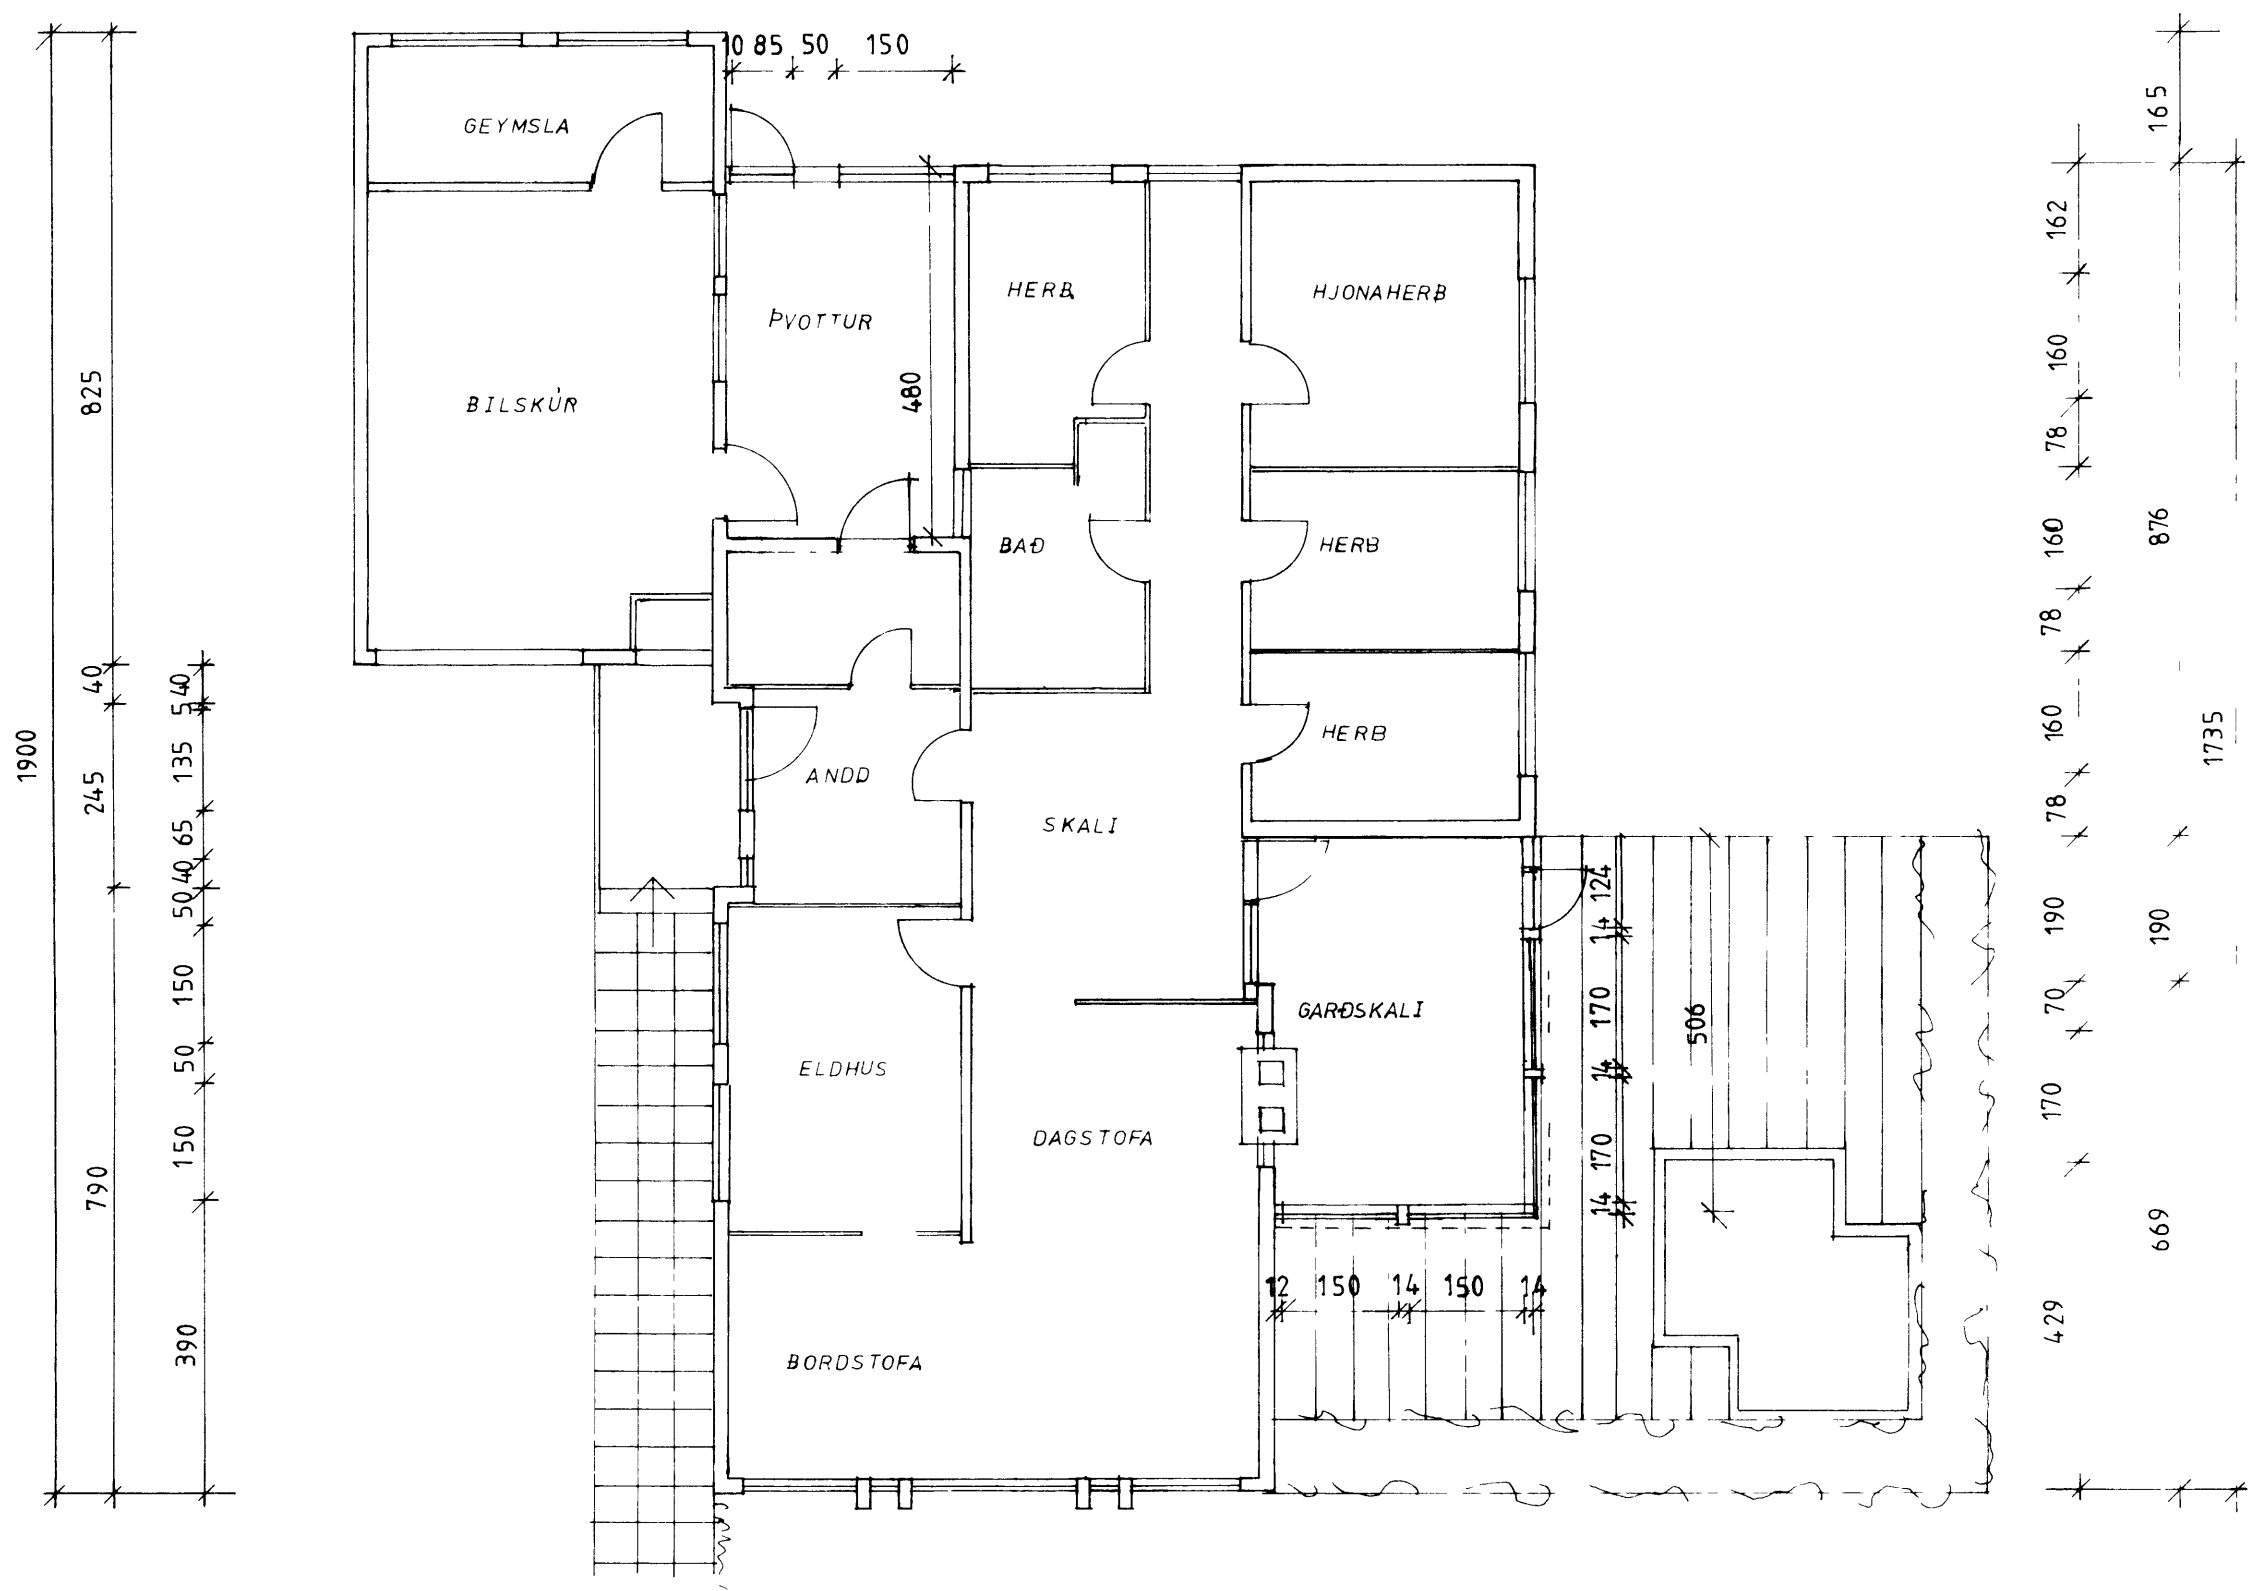 10 85 50 150
GEYMSLA
165
162
HERB
HJONAHERB
ÞVOTTUR
160
825
BILSKÚR
480
78
876
BAÐ
HERB
160
78
40
40
5
1900
135
245
ANDD
HERB
160
1735
SKALI
65
78
40
50
124
190
190
14
150
GARÐSKALI
170
506
70
50
ELDHUS
14
170
DAGSTOFA
150
170
790
14
669
12 150 14 150 14
429
390
BORDSTOFA